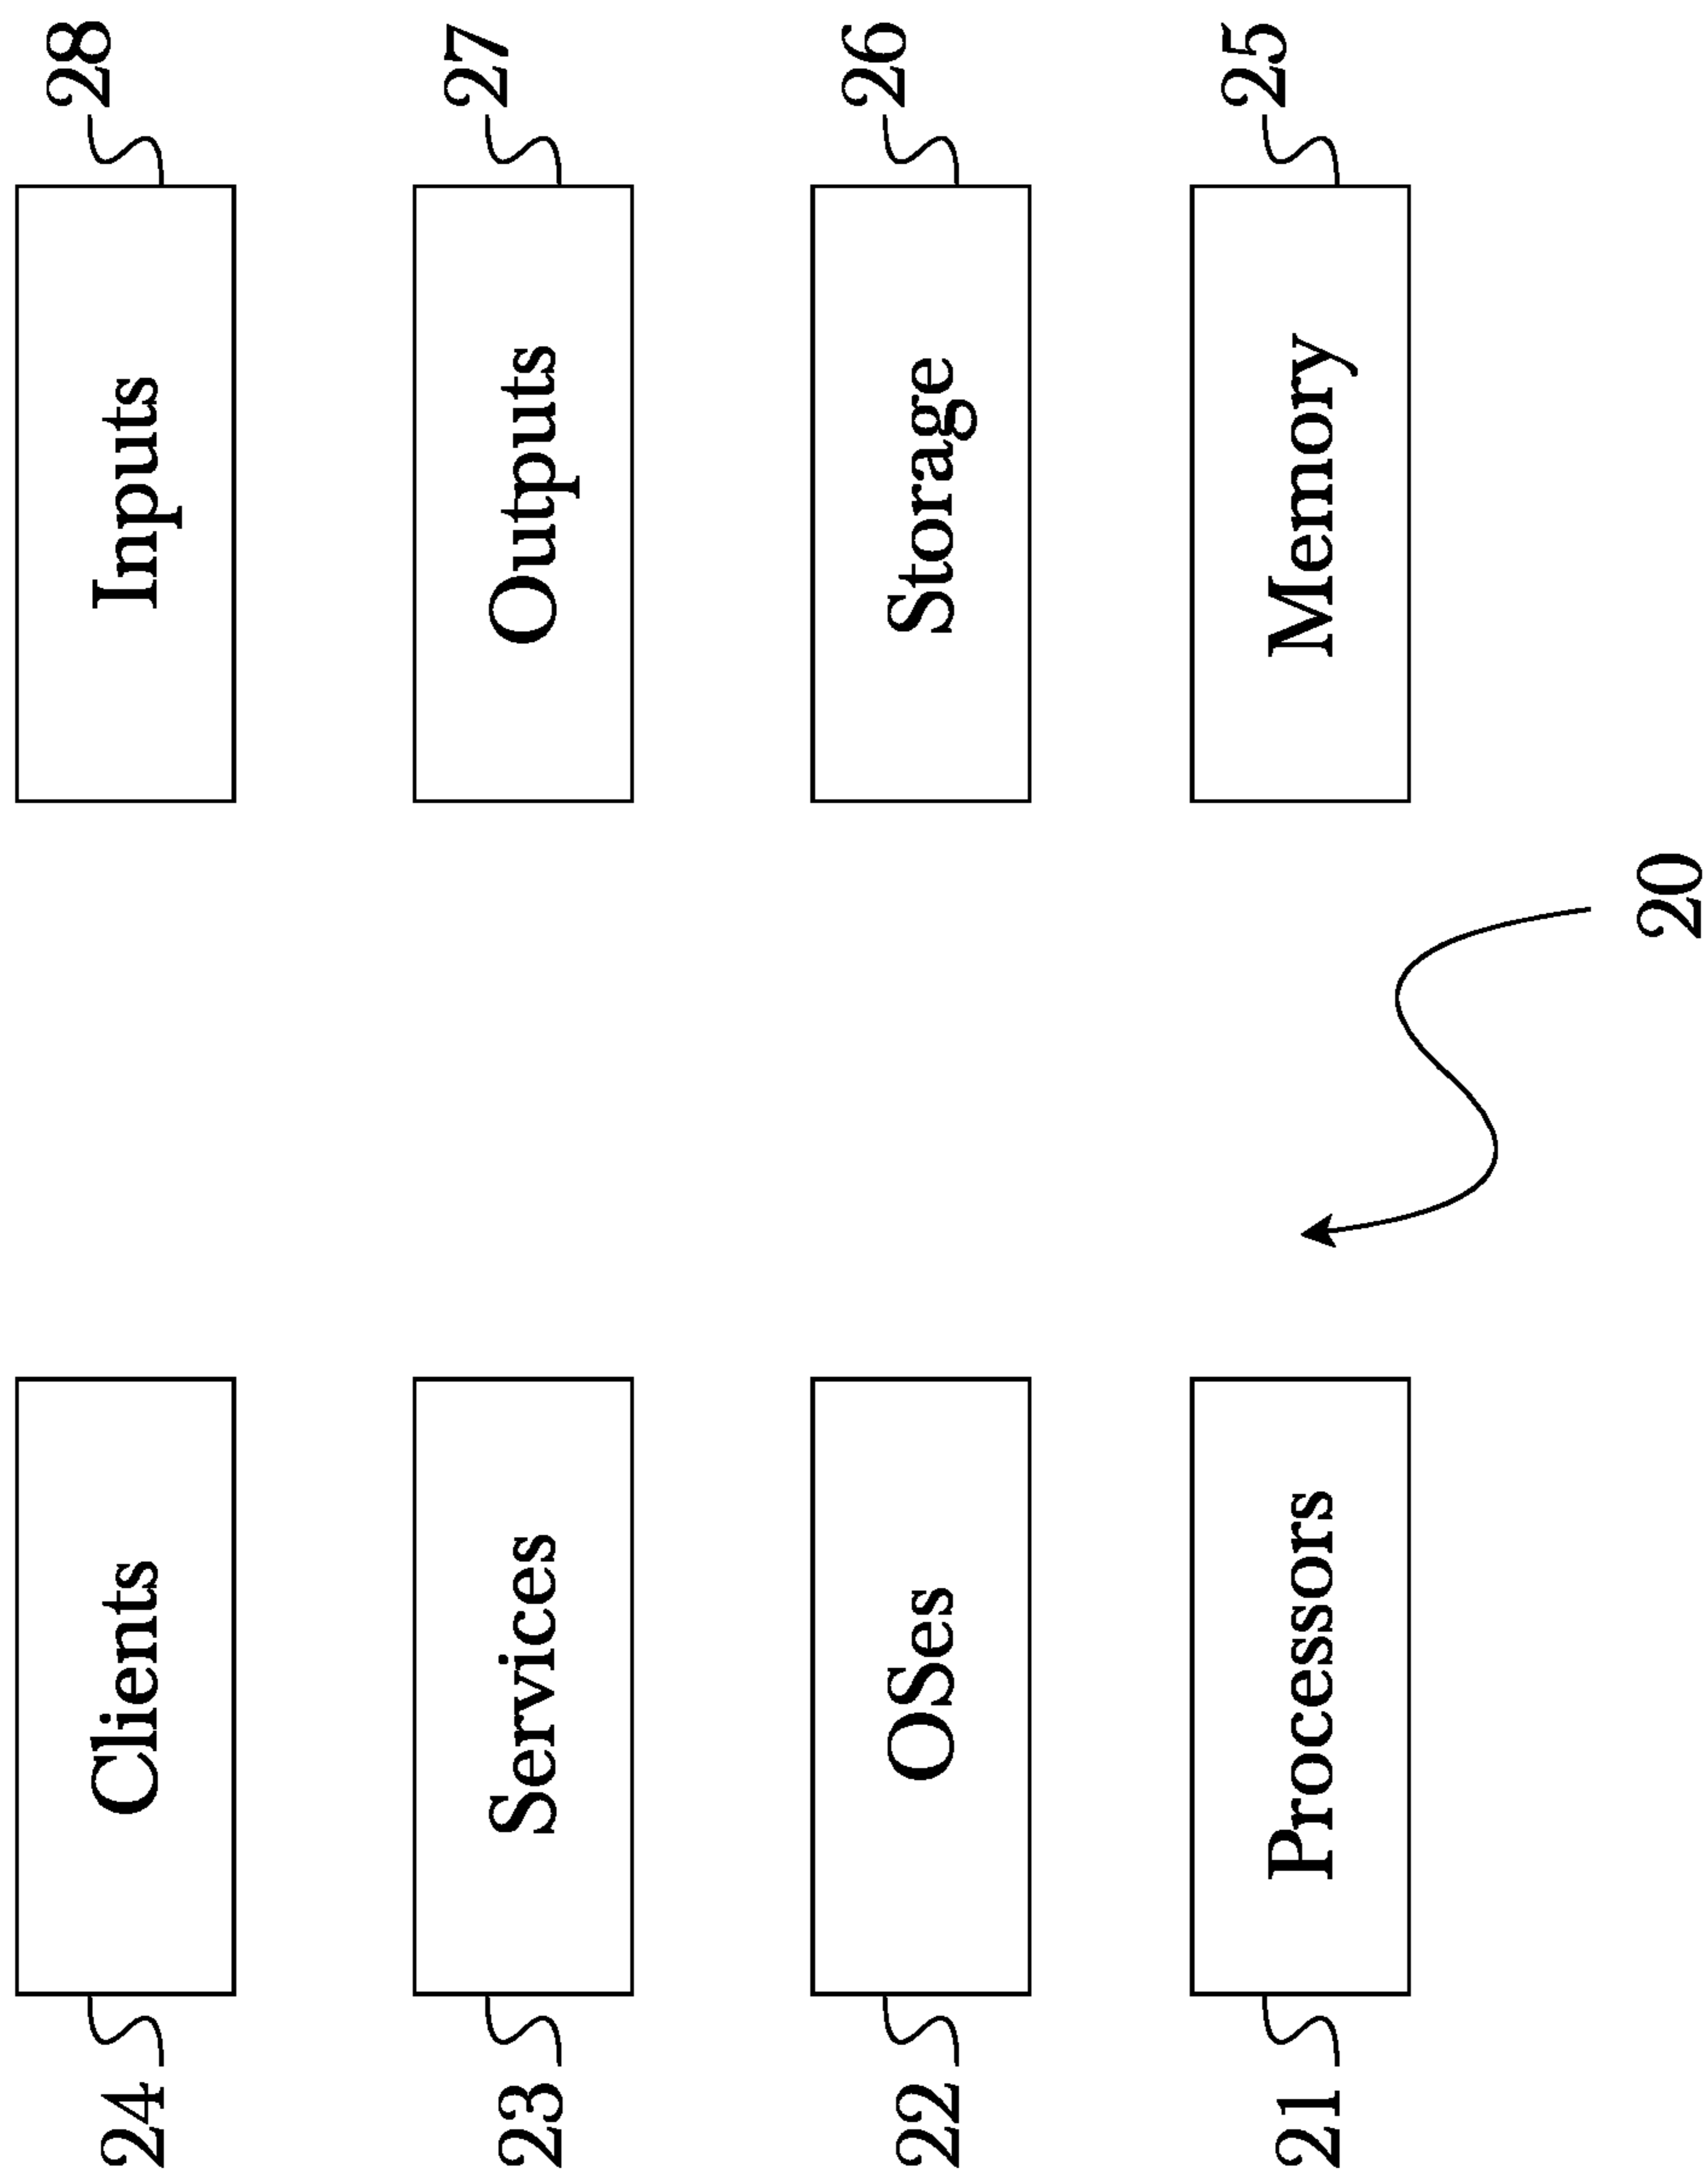 24 Clients Inputs 28
23 Services Outputs 27
22 OSes Storage 26
21 Processors Memory 25
20